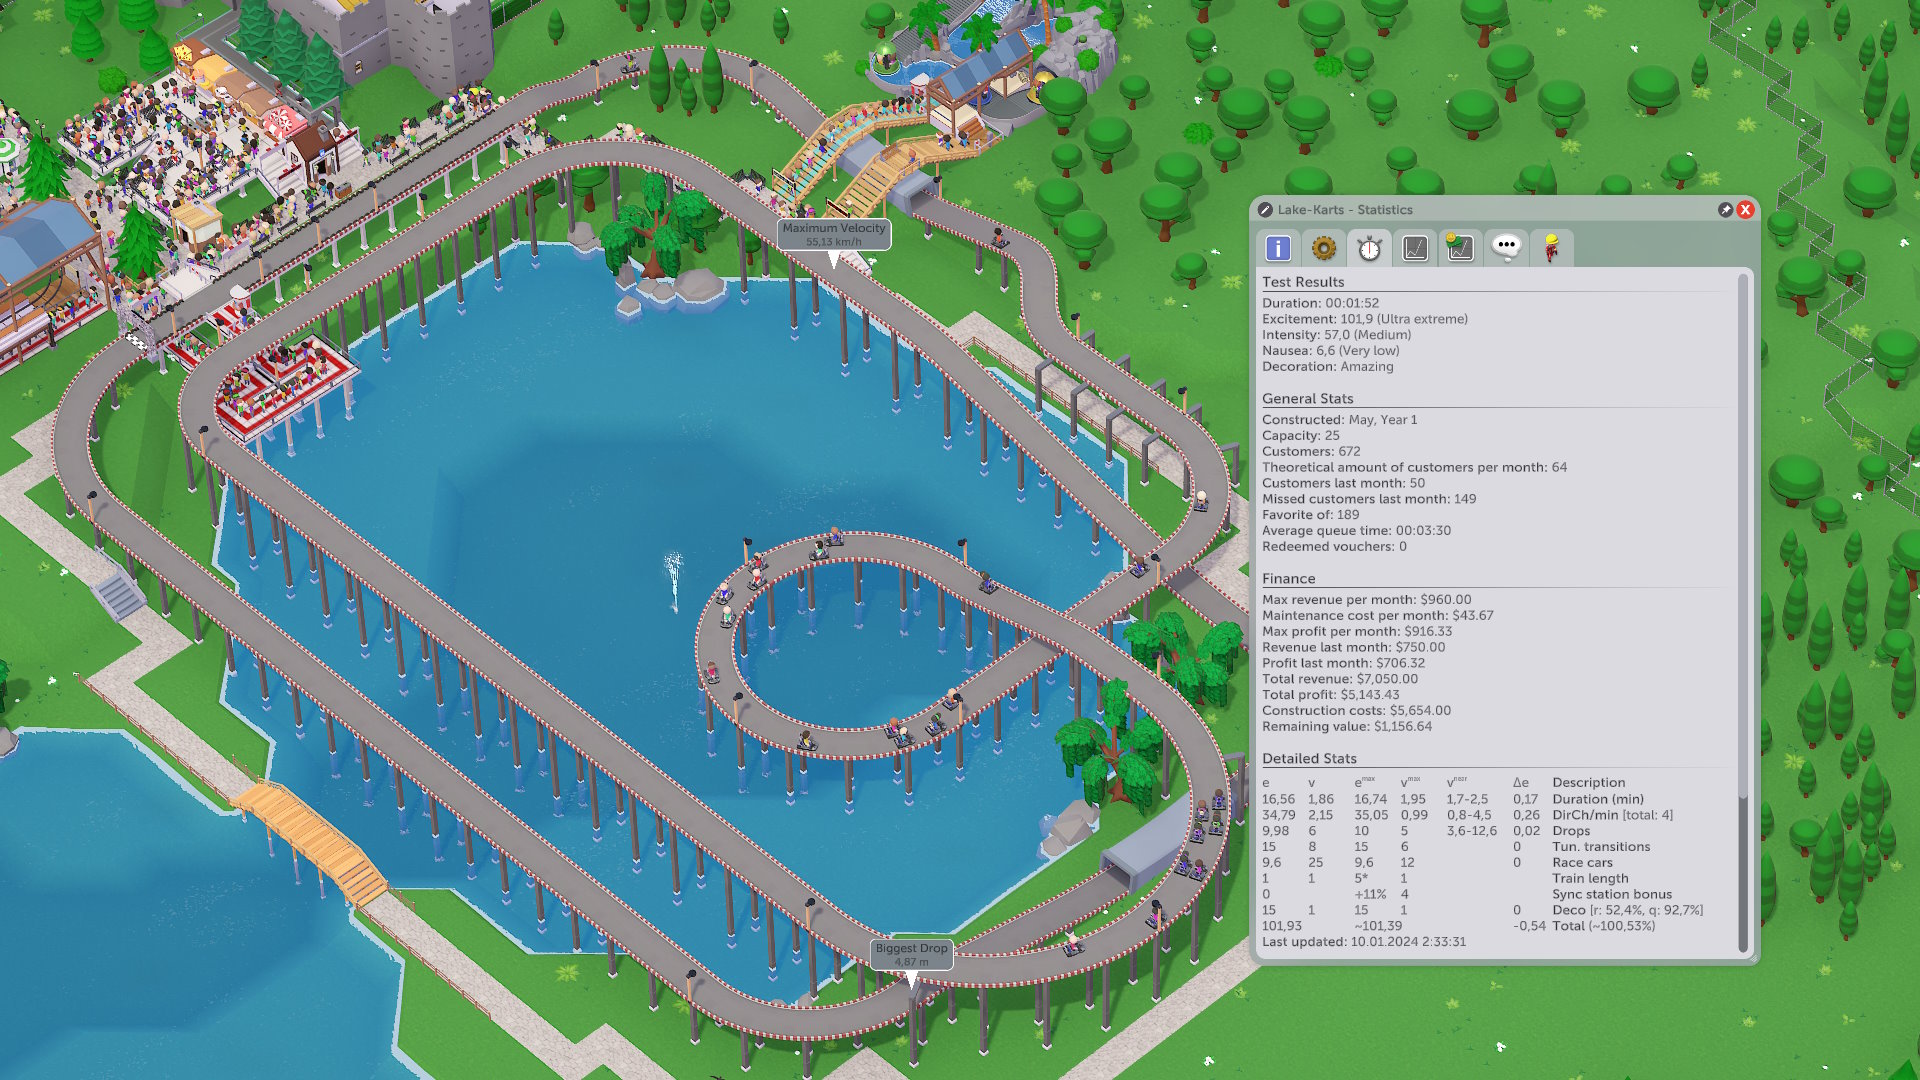 Maximum Velocity
55,13 km/h
Biggest Drop
4,87 m
Lake-Karts - Statistics
Test Results
Duration: 00:01:52
Excitement: 101,9 (Ultra extreme)
Intensity: 57,0 (Medium)
Nausea: 6,6 (Very low)
Decoration: Amazing
General Stats
Constructed: May, Year 1
Capacity: 25
Customers: 672
Theoretical amount of customers per month: 64
Customers last month: 50
Missed customers last month: 149
Favorite of: 189
Average queue time: 00:03:30
Redeemed vouchers: 0
Finance
Max revenue per month: $960.00
Maintenance cost per month: $43.67
Max profit per month: $916.33
Revenue last month: $750.00
Profit last month: $706.32
Total revenue: $7,050.00
Total profit: $5,143.43
Construction costs: $5,654.00
Remaining value: $1,156.64
Detailed Stats
e v e^max v^max v^near Δe Description
16,56 1,86 16,74 1,95 1,7-2,5 0,17 Duration (min)
34,79 2,15 35,05 0,99 0,8-4,5 0,26 DirCh/min [total: 4]
9,98 6 10 5 3,6-12,6 0,02 Drops
15 8 15 6 0 Tun. transitions
9,6 25 9,6 12 0 Race cars
1 1 5* 1 Train length
0 +11% 4 Sync station bonus
15 1 15 1 0 Deco [r: 52,4%, q: 92,7%]
101,93 ~101,39 -0,54 Total (~100,53%)
Last updated: 10.01.2024 2:33:31